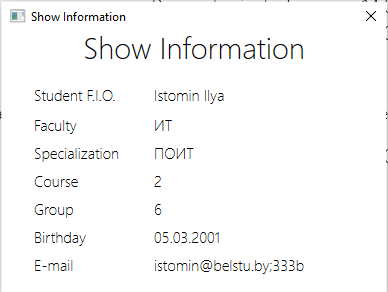 Show Information
Show Information
Student F.I.O. Istomin Ilya
Faculty ИТ
Specialization ПОИТ
Course 2
Group 6
Birthday 05.03.2001
E-mail istomin@belstu.by;333b